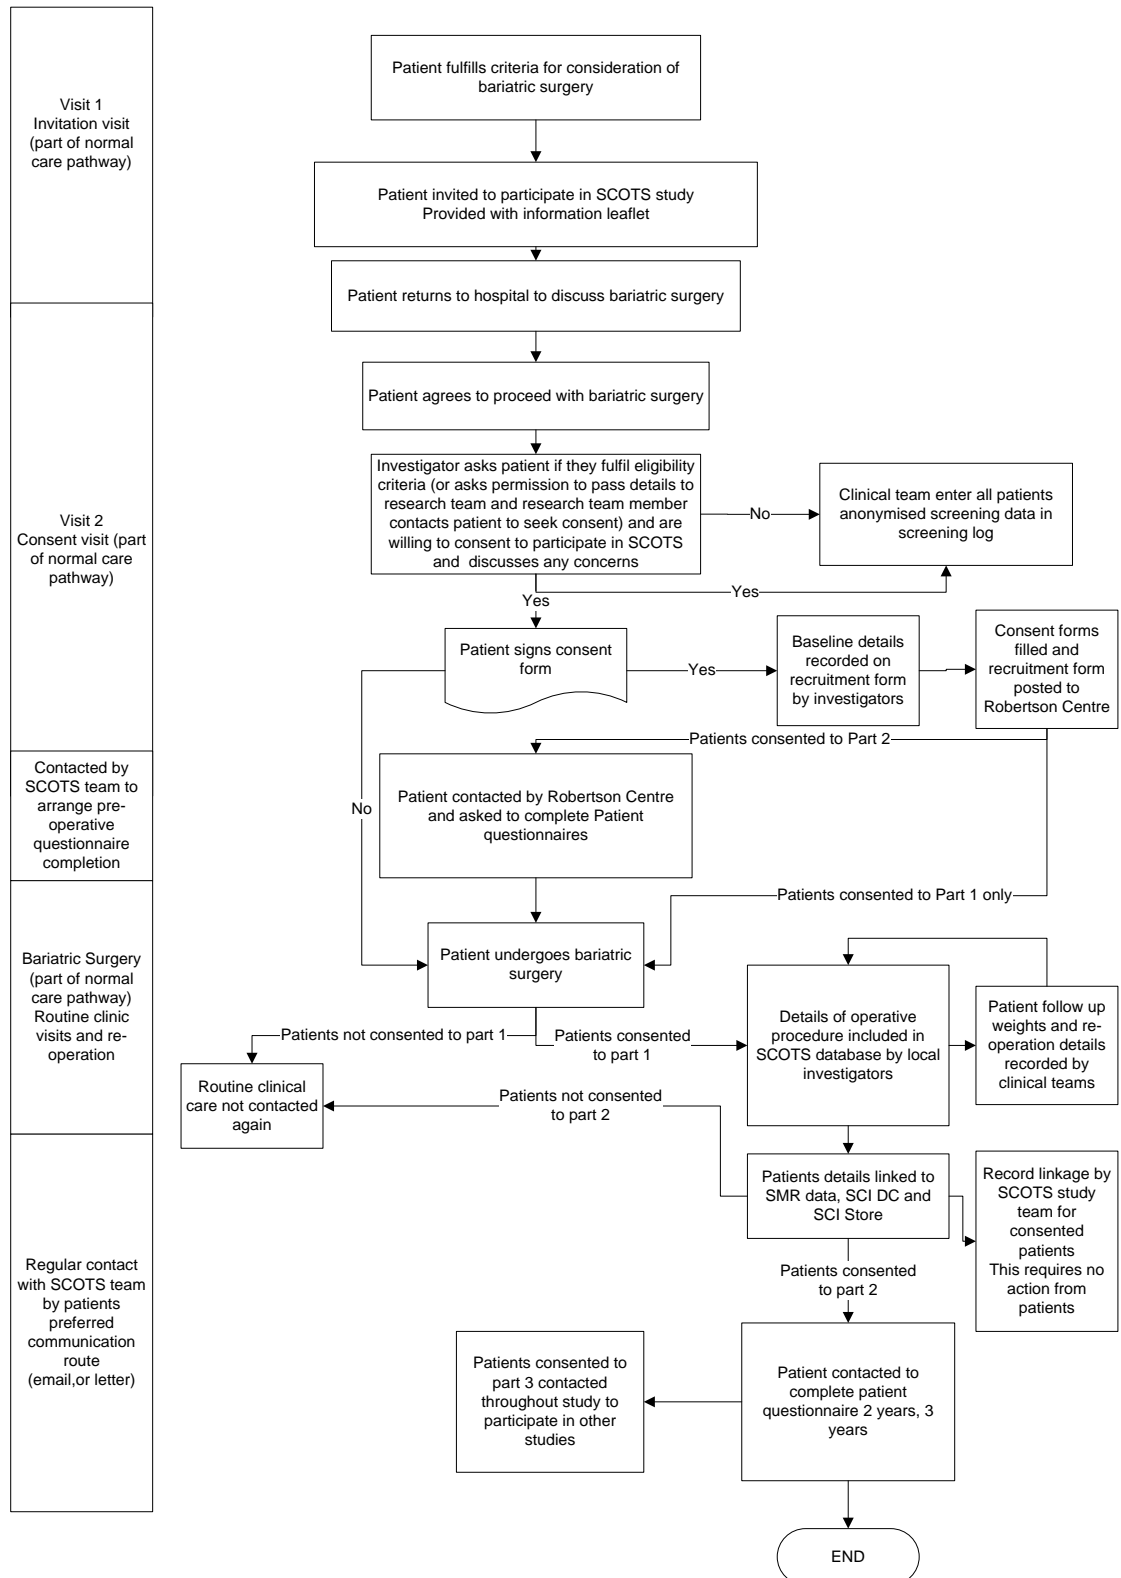 Visit 1
Invitation visit
(part of normal
care pathway)
Patient fulfills criteria for consideration of
bariatric surgery
Patient invited to participate in SCOTS study
Provided with information leaflet
Patient returns to hospital to discuss bariatric surgery
Visit 2
Consent visit (part
of normal care
pathway)
Patient agrees to proceed with bariatric surgery
Investigator asks patient if they fulfil eligibility
criteria (or asks permission to pass details to
research team and research team member
contacts patient to seek consent) and are
willing to consent to participate in SCOTS
and discusses any concerns
No
Clinical team enter all patients
anonymised screening data in
screening log
Yes
Yes
Patient signs consent
form
Yes
Baseline details
recorded on
recruitment form
by investigators
Consent forms
filled and
recruitment form
posted to
Robertson Centre
Patients consented to Part 2
Contacted by
SCOTS team to
arrange pre-
operative
questionnaire
completion
No
Patient contacted by Robertson Centre
and asked to complete Patient
questionnaires
Patients consented to Part 1 only
Bariatric Surgery
(part of normal
care pathway)
Routine clinic
visits and re-
operation
Patient undergoes bariatric
surgery
Patients not consented to part 1
Patients consented
to part 1
Details of operative
procedure included in
SCOTS database by local
investigators
Patient follow up
weights and re-
operation details
recorded by
clinical teams
Routine clinical
care not contacted
again
Patients not consented
to part 2
Patients details linked to
SMR data, SCI DC and
SCI Store
Record linkage by
SCOTS study
team for
consented
patients
This requires no
action from
patients
Regular contact
with SCOTS team
by patients
preferred
communication
route
(email,or letter)
Patients consented
to part 2
Patients consented to
part 3 contacted
throughout study to
participate in other
studies
Patient contacted to
complete patient
questionnaire 2 years, 3
years
END